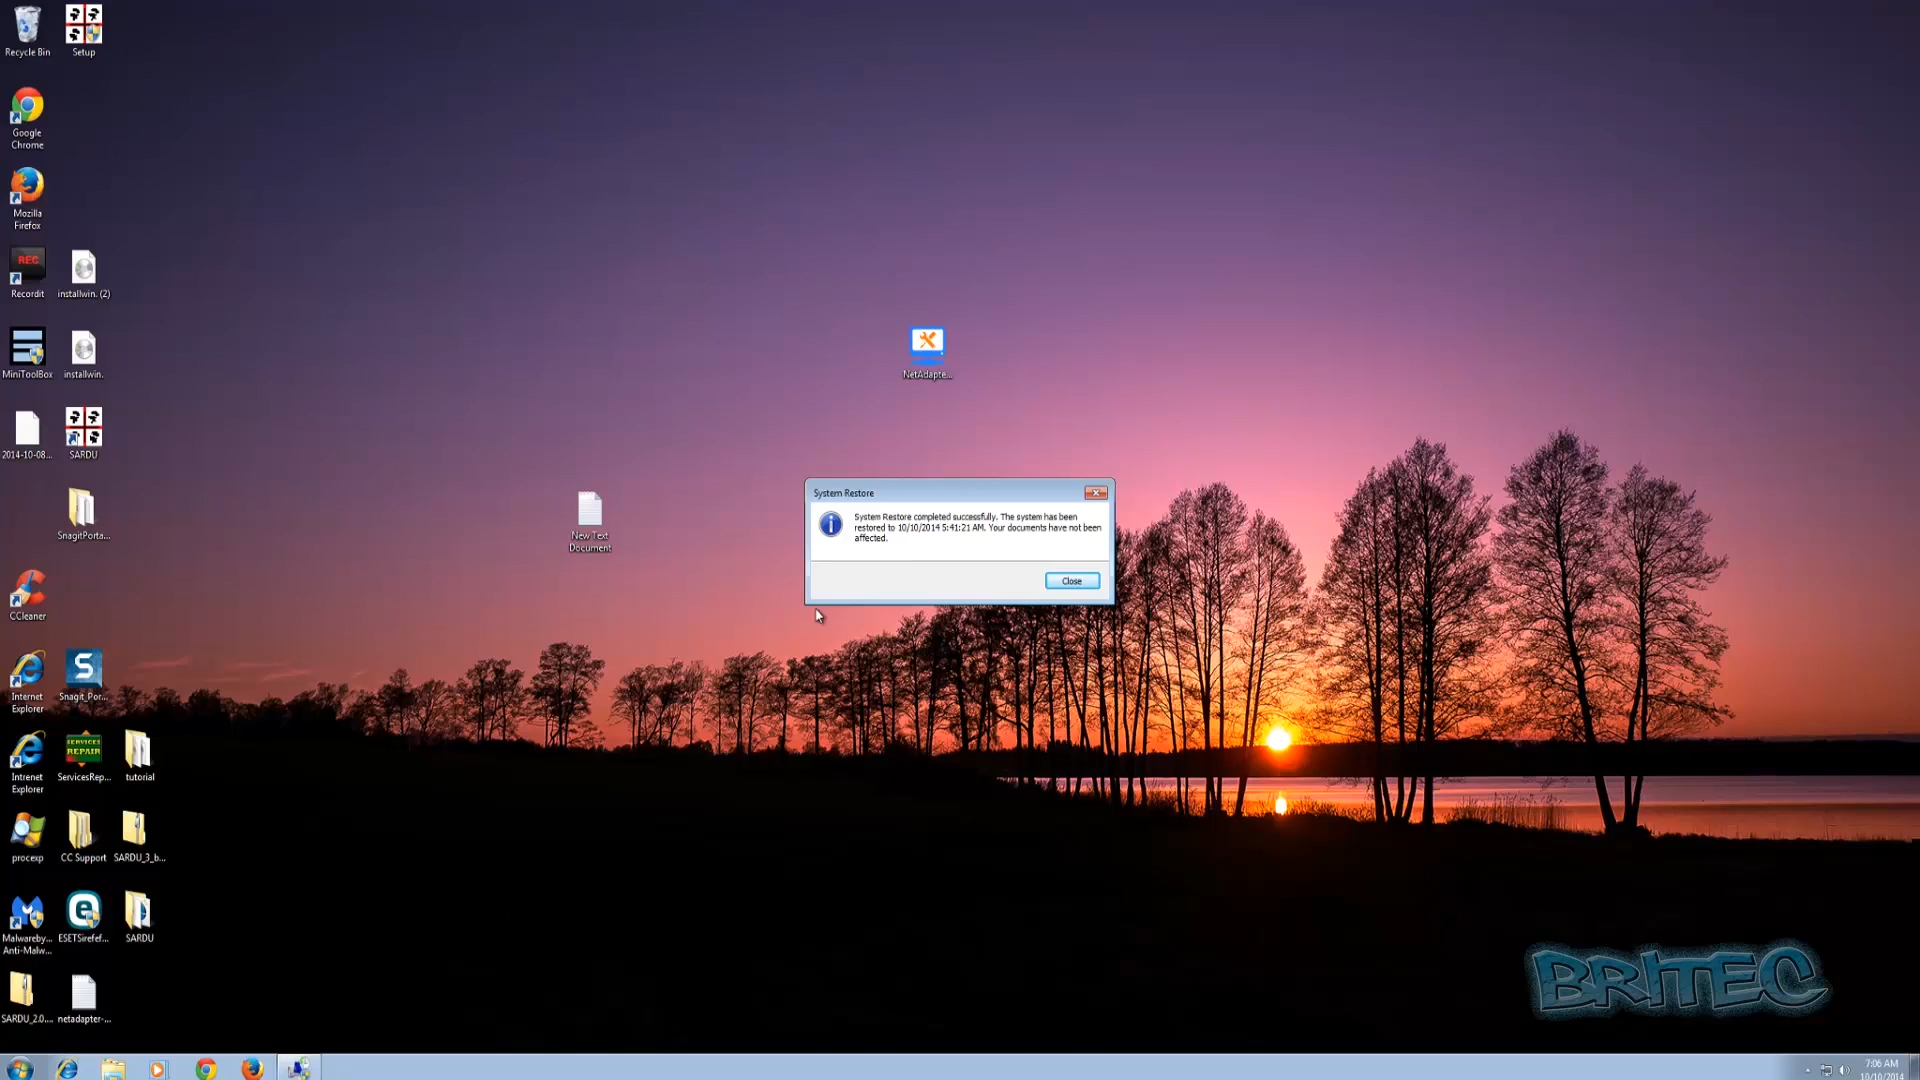 Recycle Bin
Setup
Google
Chrome
Mozilla
Firefox
REC
Recordit
installwin. (2)
MiniToolBox
installwin.
NetAdapte...
2014-10-08...
SARDU
SnagitPorta...
New Text
Document
System Restore
System Restore completed successfully. The system has been
restored to 10/10/2014 5:41:21 AM. Your documents have not been
affected.
Close
CCleaner
Internet
Explorer
S
Snagit_Por...
Intrenet
Explorer
SERVICES
REPAIR
ServicesRep...
tutorial
procexp
CC Support
SARDU_3_b...
Malwareby...
Anti-Malw...
e
ESETSirefef...
SARDU
SARDU_2.0....
netadapter-...
BRITEC
7:06 AM
10/10/2014